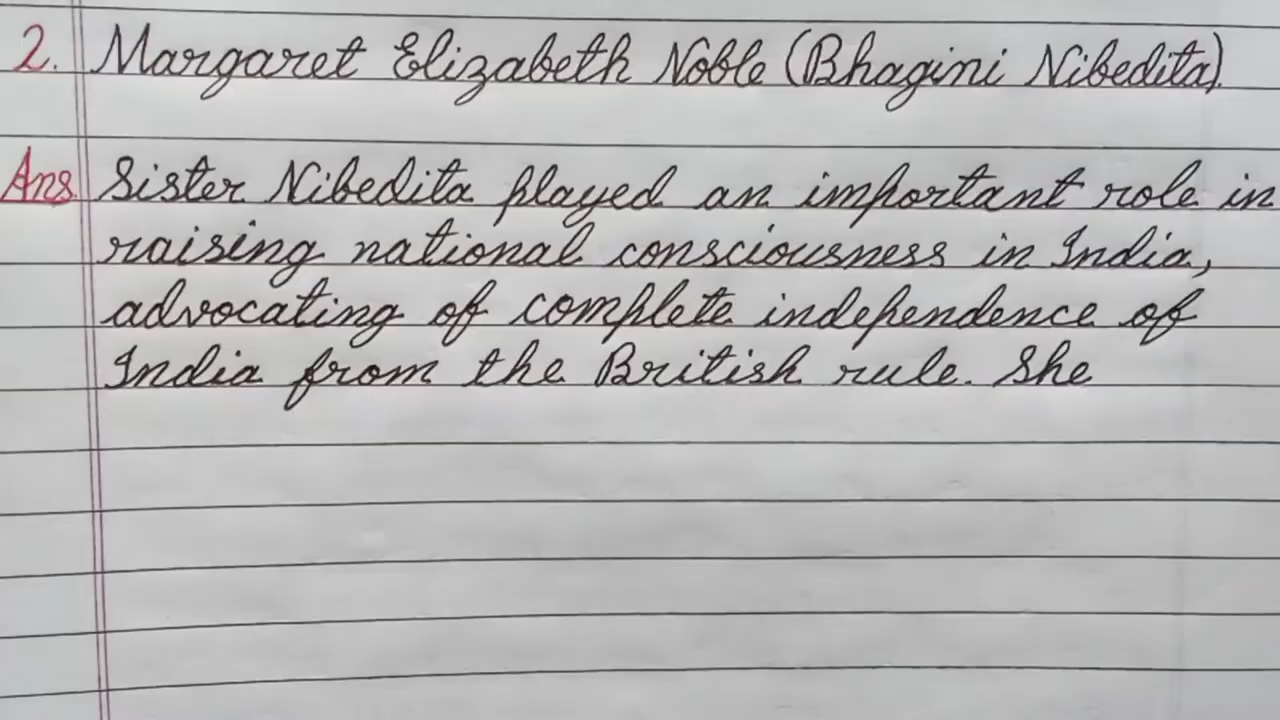 2. Margaret Elizabeth Noble (Bhagini Nibedita).
Ans Sister Nibedita played an important role in
raising national consciousness in India,
advocating of complete independence of
India from the British rule. She